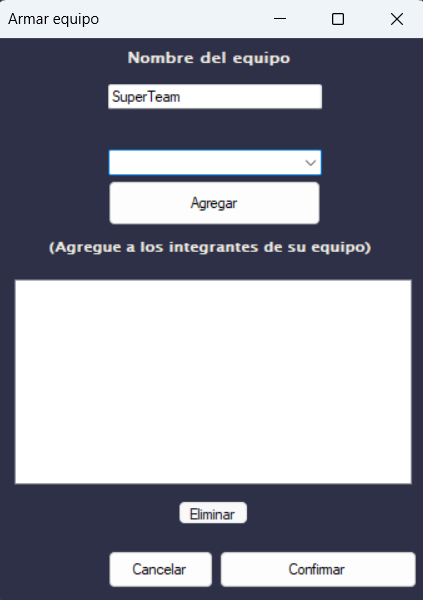 Armar equipo
Nombre del equipo
SuperTeam
Agregar
(Agregue a los integrantes de su equipo)
Eliminar
Cancelar Confirmar